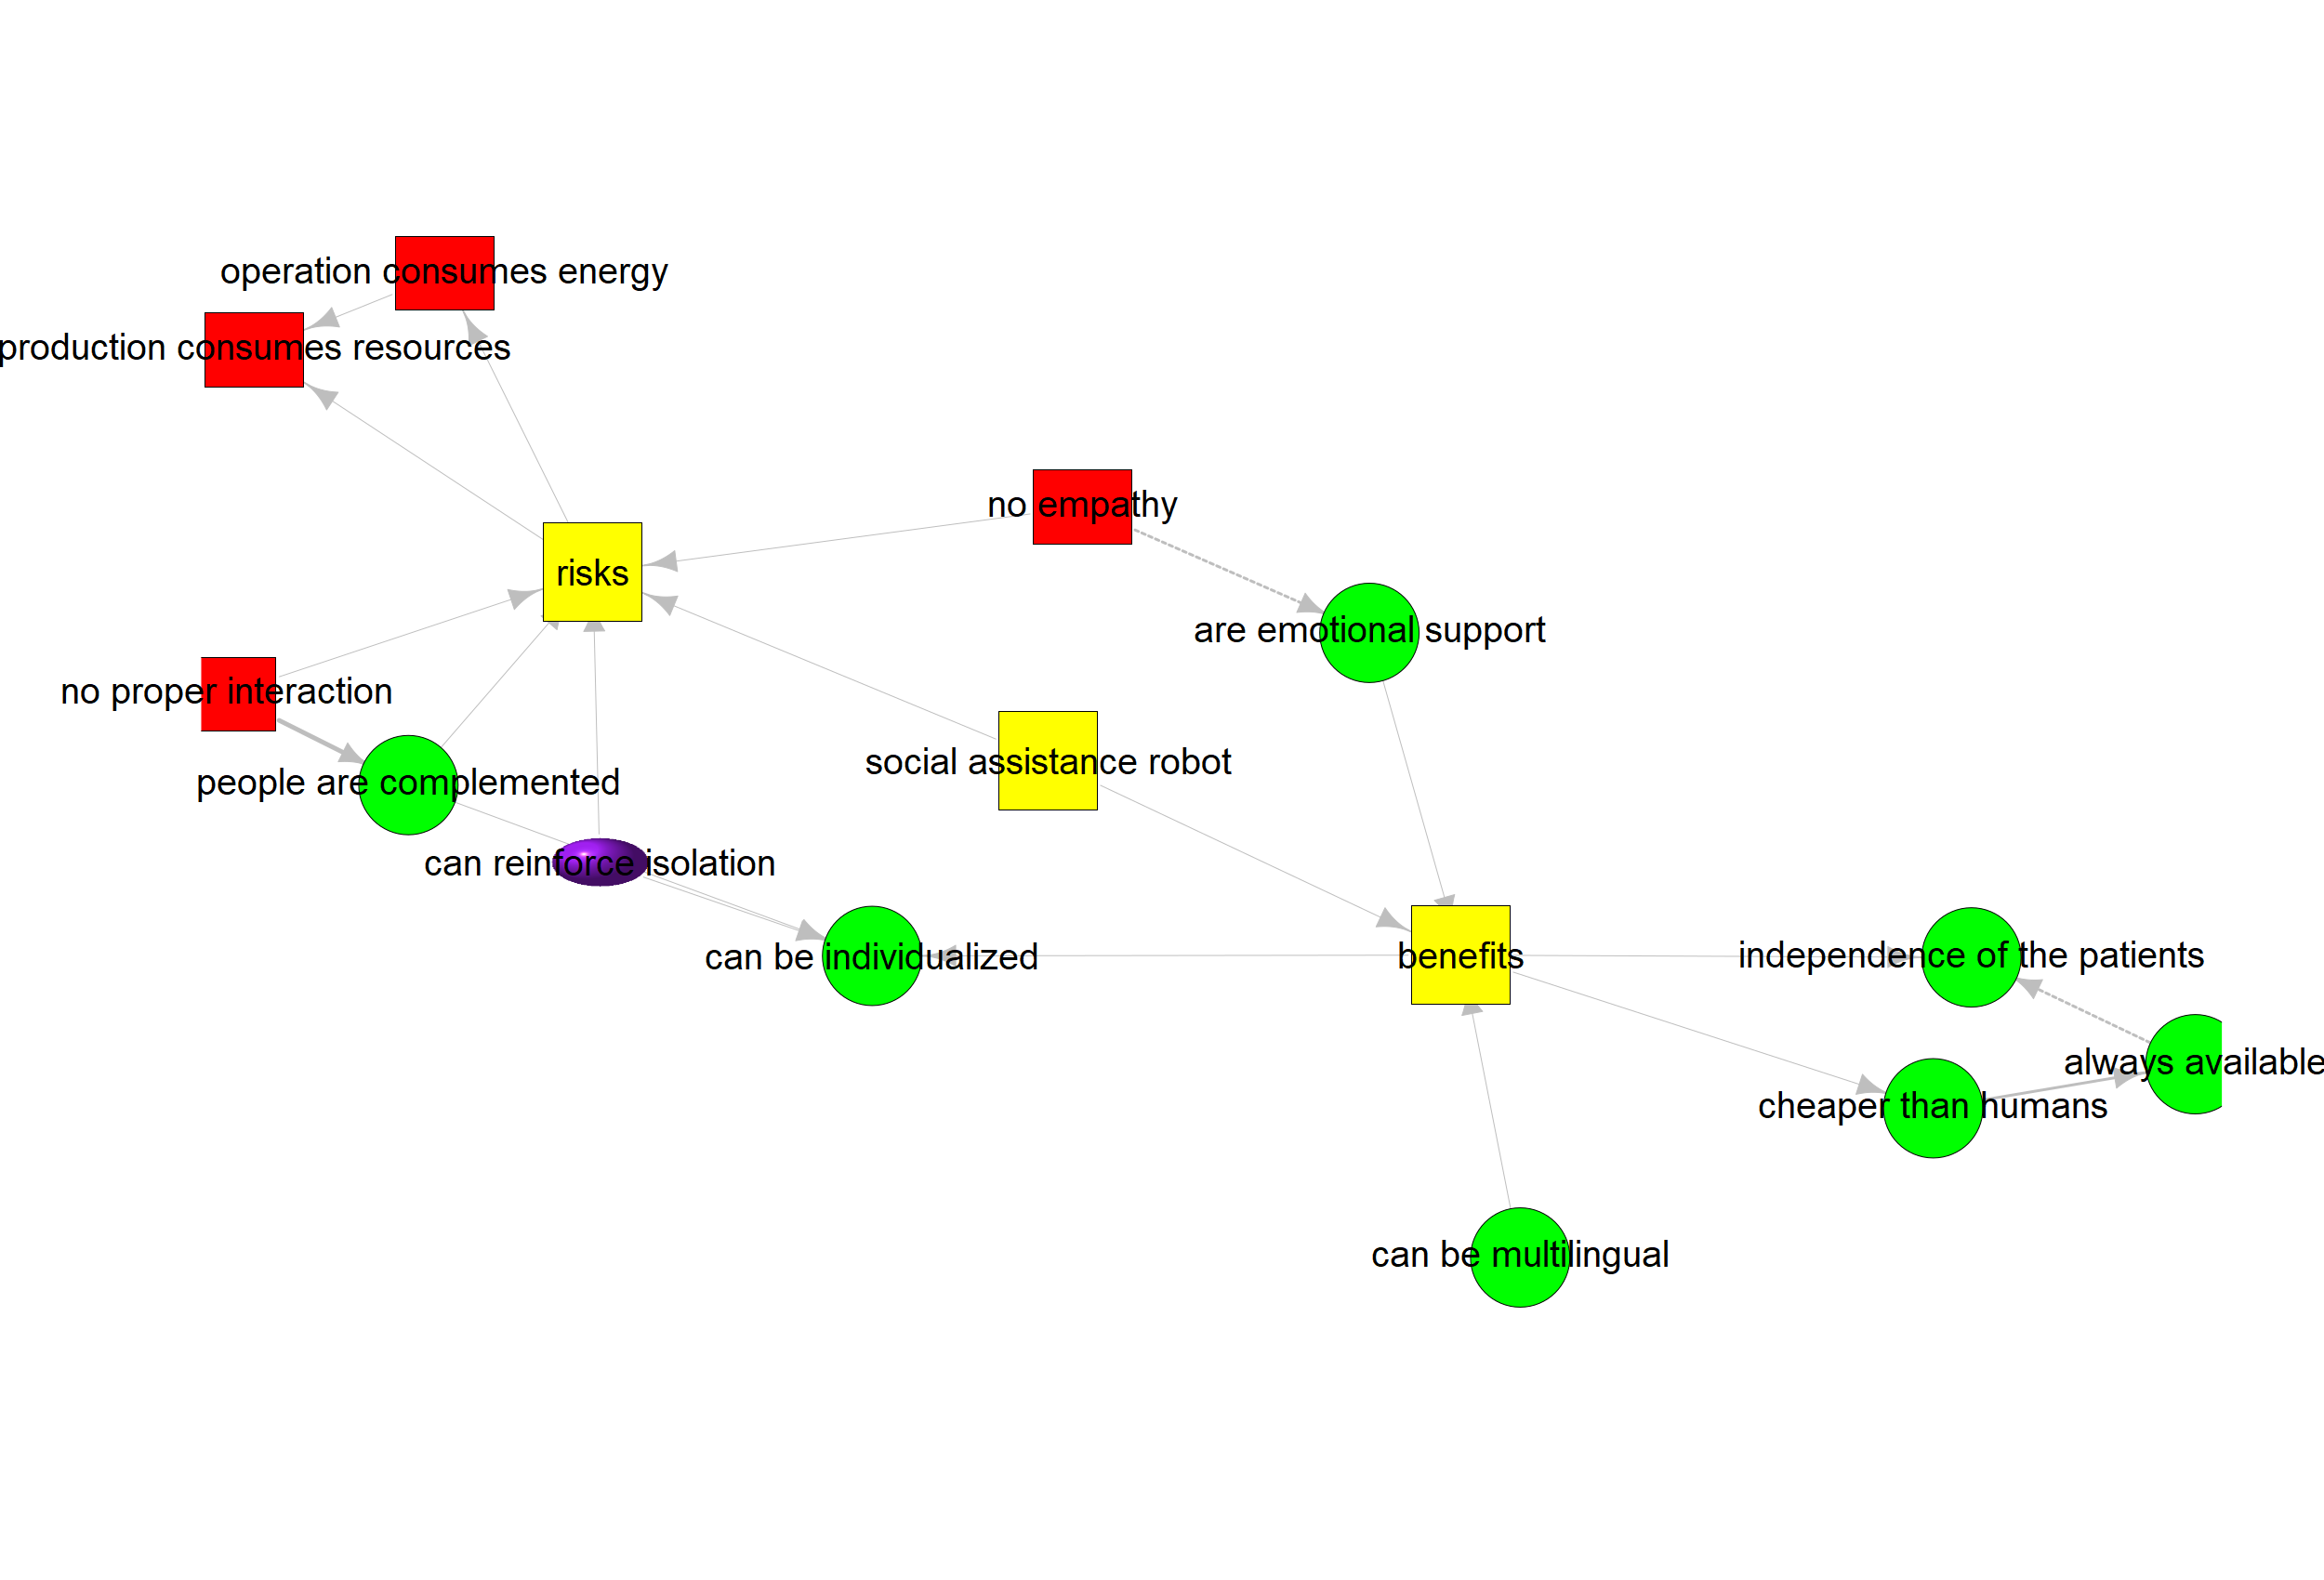 operation consumes energy
production consumes resources
no empathy
risks
are emotional support
no proper interaction
social assistance robot
people are complemented
can reinforce isolation
can be individualized
benefits
independence of the patients
always available
cheaper than humans
can be multilingual